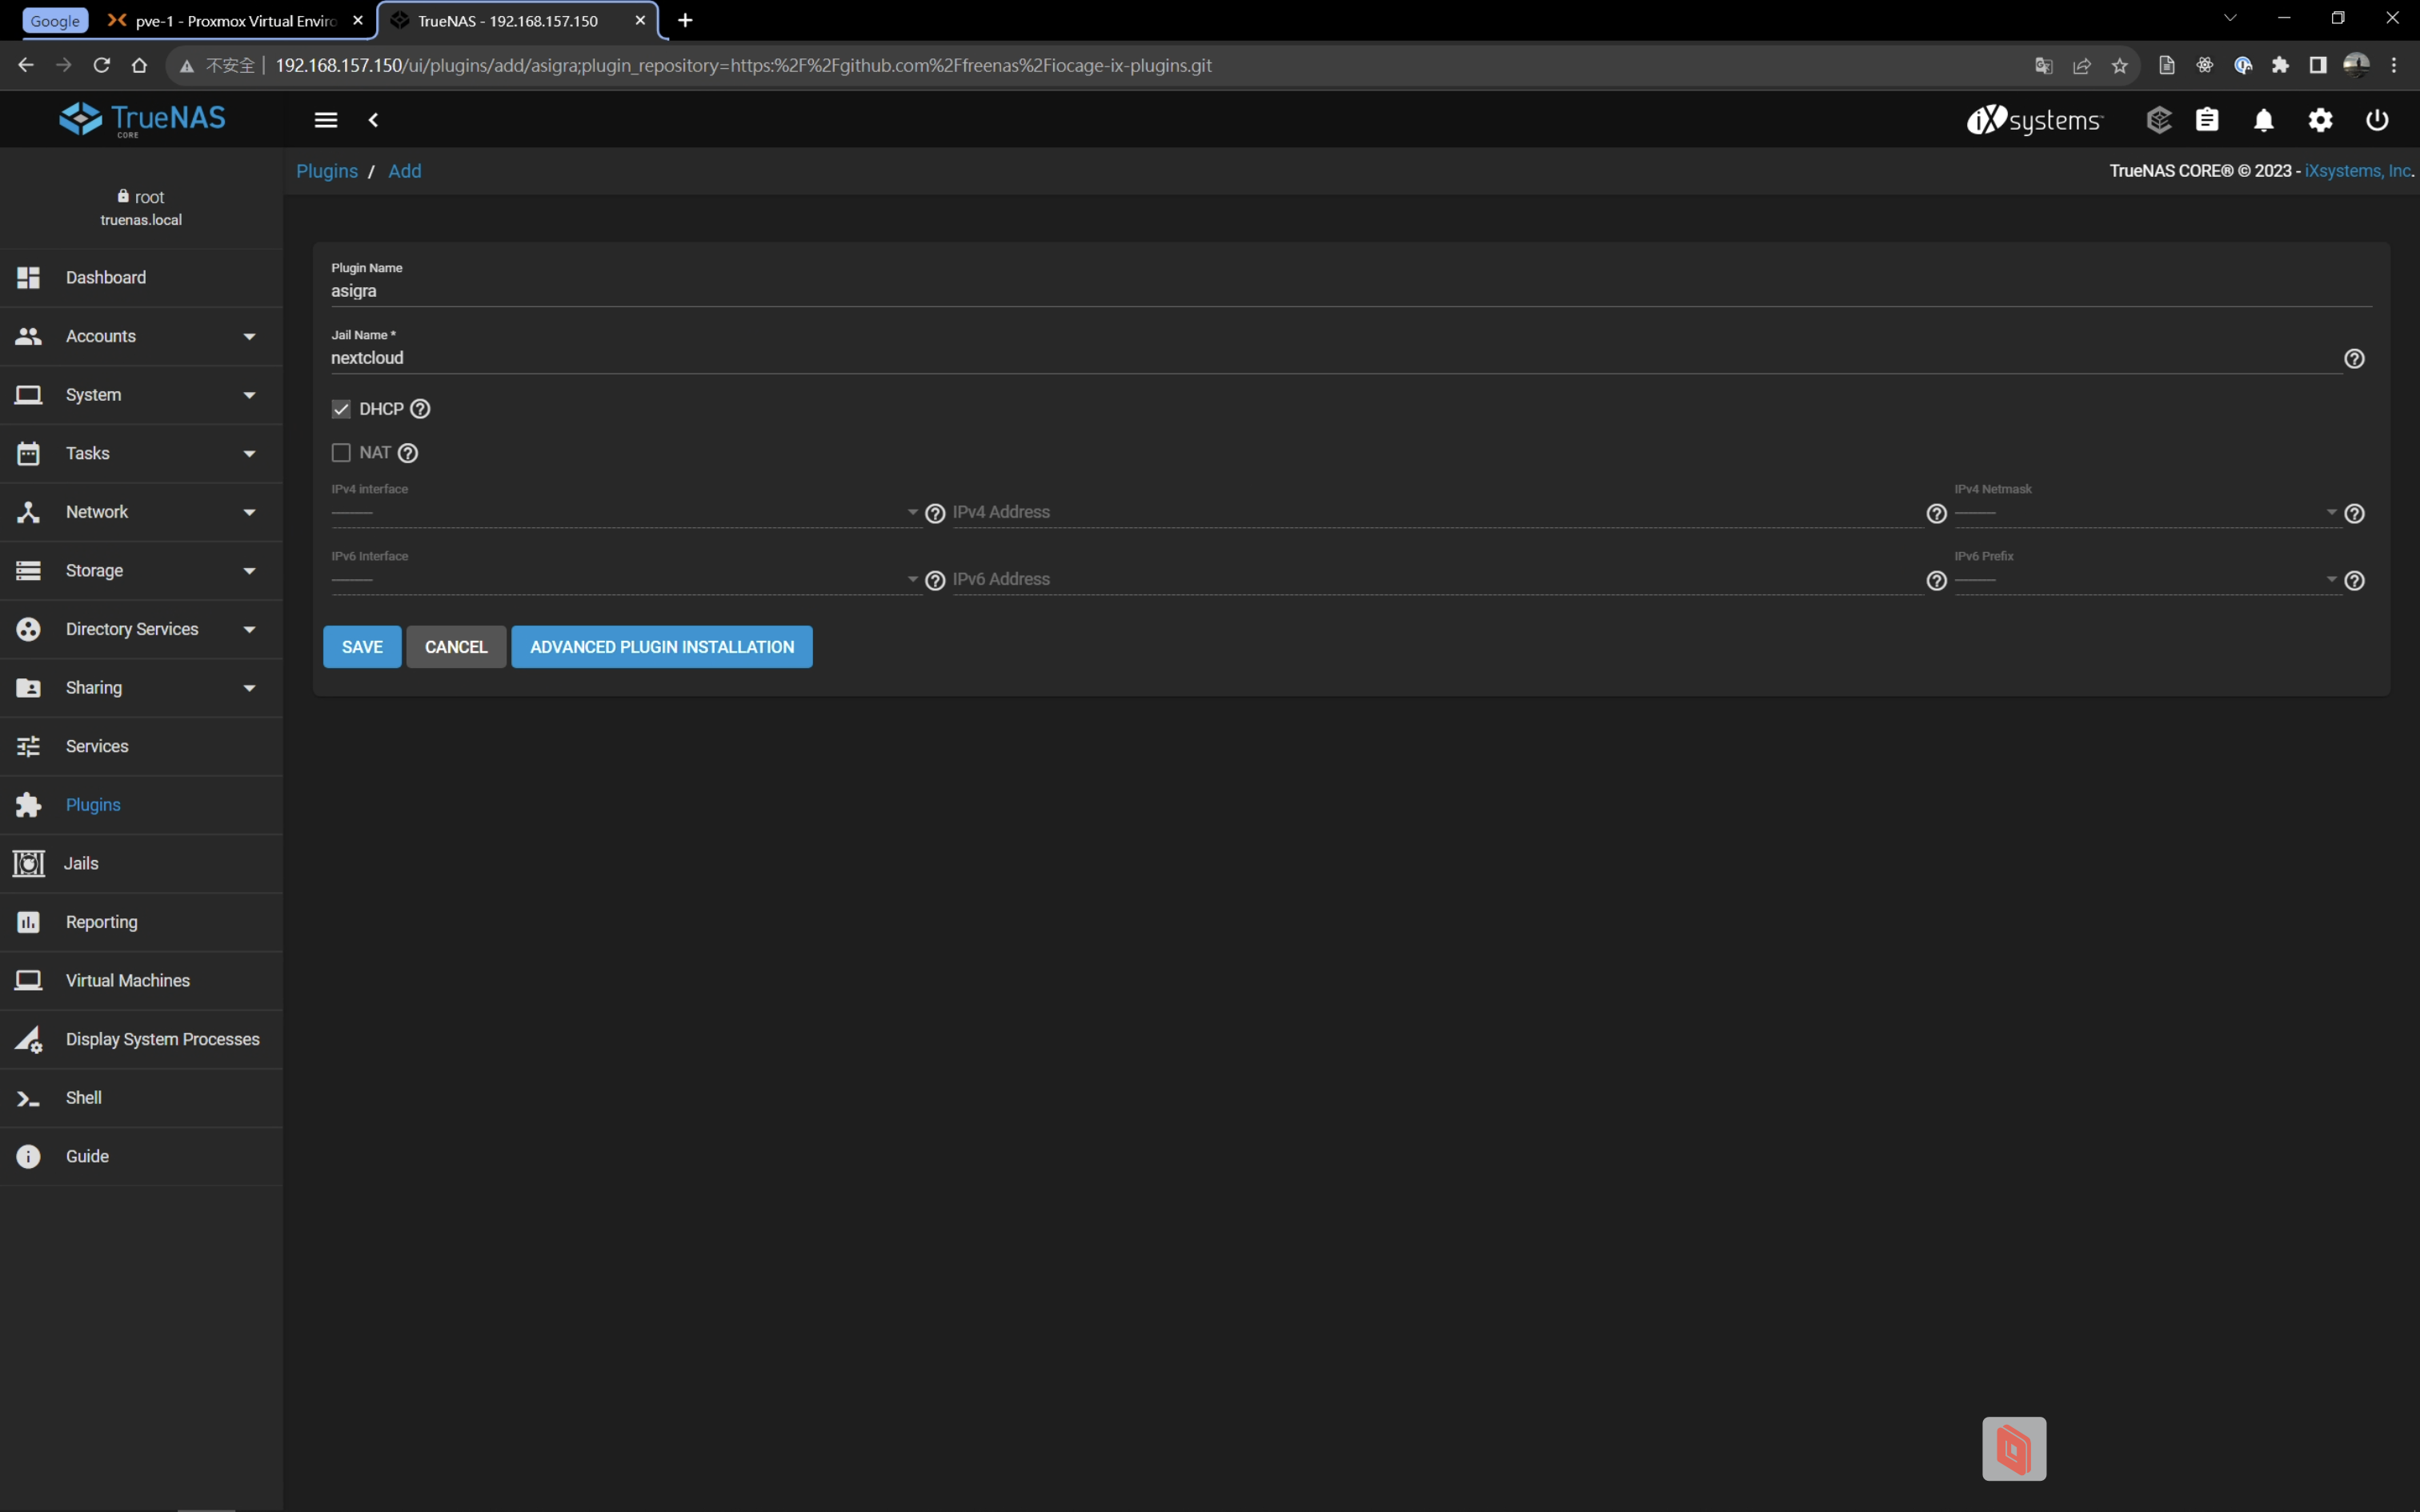 Google
pve-1 - Proxmox Virtual Enviro
TrueNAS - 192.168.157.150
不安全
192.168.157.150/ui/plugins/add/asigra;plugin_repository=https:%2F%2Fgithub.com%2Ffreenas%2Fiocage-ix-plugins.git
TrueNAS
CORE
iXsystems™
Plugins / Add
TrueNAS CORE® © 2023 - iXsystems, Inc.
root
truenas.local
Dashboard
Accounts
System
Tasks
Network
Storage
Directory Services
Sharing
Services
Plugins
Jails
Reporting
Virtual Machines
Display System Processes
Shell
Guide
Plugin Name
asigra
Jail Name *
nextcloud
DHCP
NAT
IPv4 interface
IPv4 Address
IPv4 Netmask
IPv6 Interface
IPv6 Address
IPv6 Prefix
SAVE
CANCEL
ADVANCED PLUGIN INSTALLATION